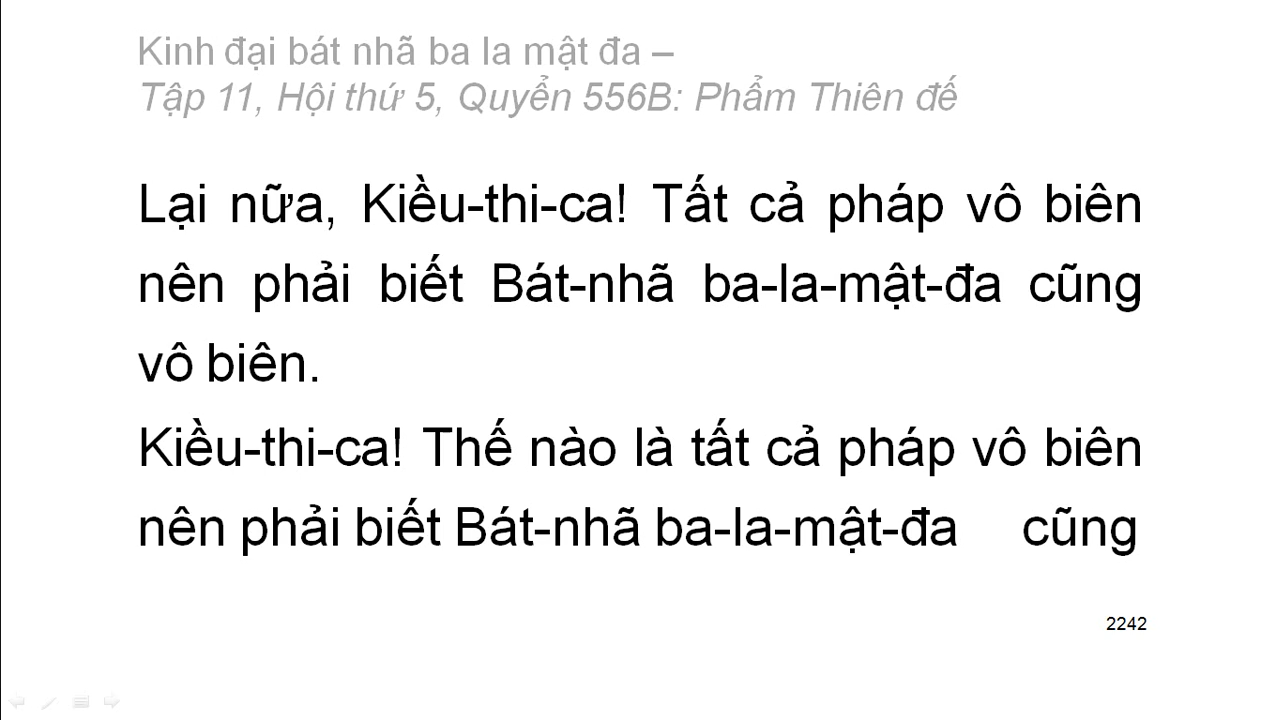 Kinh đại bát nhã ba la mật đa –
Tập 11, Hội thứ 5, Quyển 556B: Phẩm Thiên đế
Lại nữa, Kiều-thi-ca! Tất cả pháp vô biên
nên phải biết Bát-nhã ba-la-mật-đa cũng
vô biên.
Kiều-thi-ca! Thế nào là tất cả pháp vô biên
nên phải biết Bát-nhã ba-la-mật-đa cũng
2242